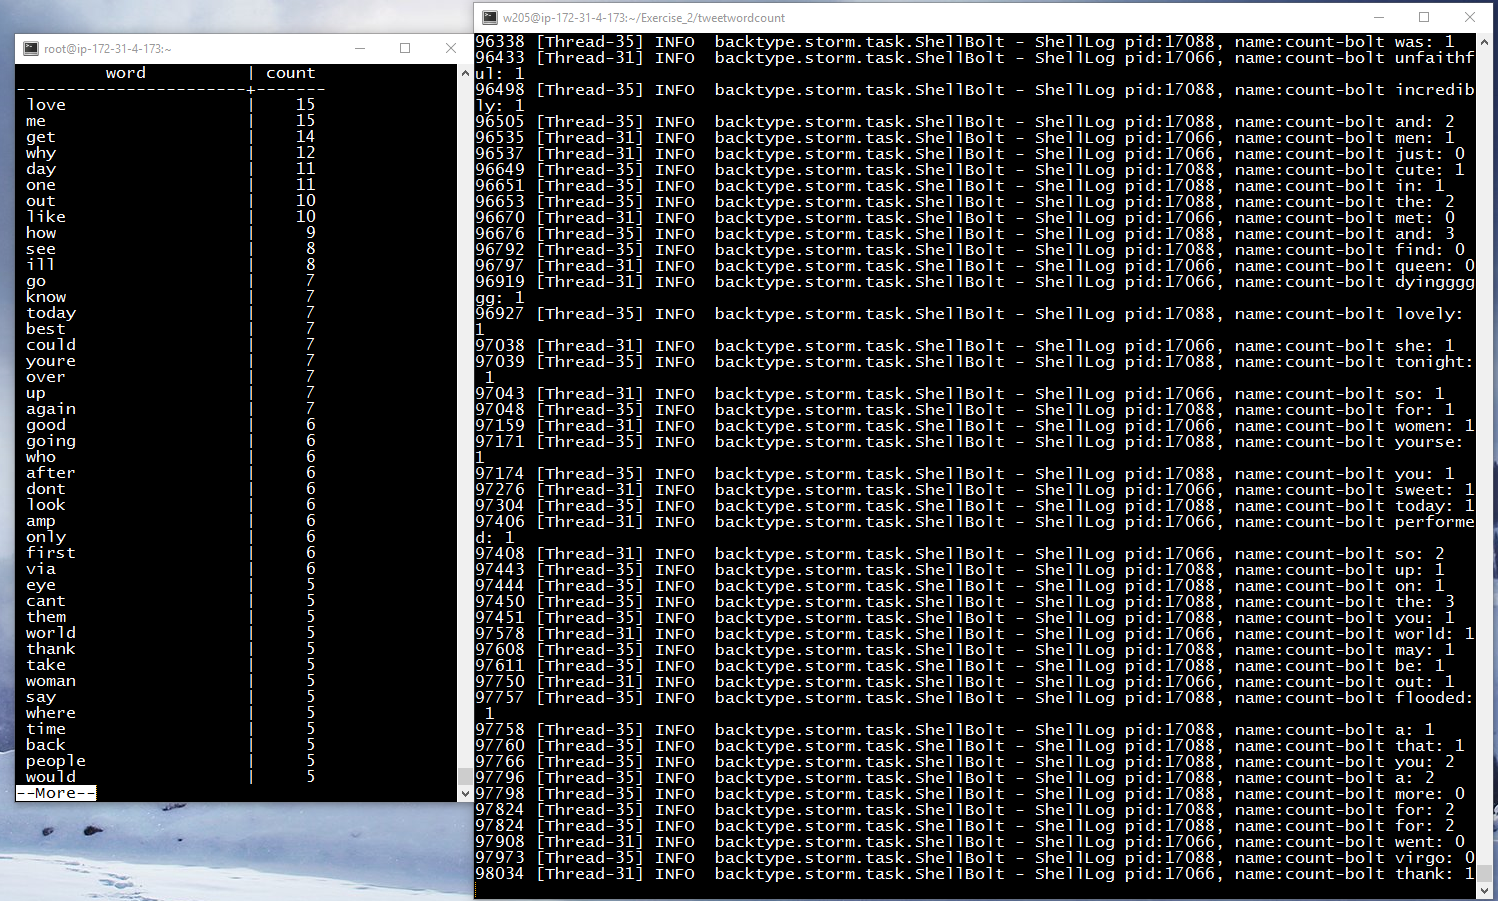 root@ip-172-31-4-173:~
word | count
-----------------------+-------
love | 15
me | 15
get | 14
why | 12
day | 11
one | 11
out | 10
like | 10
how | 9
see | 8
ill | 8
go | 7
know | 7
today | 7
best | 7
could | 7
youre | 7
over | 7
up | 7
again | 7
good | 6
going | 6
who | 6
after | 6
dont | 6
look | 6
amp | 6
only | 6
first | 6
via | 6
eye | 5
cant | 5
them | 5
world | 5
thank | 5
take | 5
woman | 5
say | 5
where | 5
time | 5
back | 5
people | 5
would | 5
--More--
w205@ip-172-31-4-173:~/Exercise_2/tweetwordcount
96338 [Thread-35] INFO  backtype.storm.task.ShellBolt - ShellLog pid:17088, name:count-bolt was: 1
96433 [Thread-31] INFO  backtype.storm.task.ShellBolt - ShellLog pid:17066, name:count-bolt unfaithf
ul: 1
96498 [Thread-35] INFO  backtype.storm.task.ShellBolt - ShellLog pid:17088, name:count-bolt incredib
ly: 1
96505 [Thread-35] INFO  backtype.storm.task.ShellBolt - ShellLog pid:17088, name:count-bolt and: 2
96535 [Thread-31] INFO  backtype.storm.task.ShellBolt - ShellLog pid:17066, name:count-bolt men: 1
96537 [Thread-31] INFO  backtype.storm.task.ShellBolt - ShellLog pid:17066, name:count-bolt just: 0
96649 [Thread-35] INFO  backtype.storm.task.ShellBolt - ShellLog pid:17088, name:count-bolt cute: 1
96651 [Thread-35] INFO  backtype.storm.task.ShellBolt - ShellLog pid:17088, name:count-bolt in: 1
96653 [Thread-35] INFO  backtype.storm.task.ShellBolt - ShellLog pid:17088, name:count-bolt the: 2
96670 [Thread-31] INFO  backtype.storm.task.ShellBolt - ShellLog pid:17066, name:count-bolt met: 0
96676 [Thread-35] INFO  backtype.storm.task.ShellBolt - ShellLog pid:17088, name:count-bolt and: 3
96792 [Thread-35] INFO  backtype.storm.task.ShellBolt - ShellLog pid:17088, name:count-bolt find: 0
96797 [Thread-31] INFO  backtype.storm.task.ShellBolt - ShellLog pid:17066, name:count-bolt queen: 0
96919 [Thread-31] INFO  backtype.storm.task.ShellBolt - ShellLog pid:17066, name:count-bolt dyingggg
gg: 1
96927 [Thread-35] INFO  backtype.storm.task.ShellBolt - ShellLog pid:17088, name:count-bolt lovely:
1
97038 [Thread-31] INFO  backtype.storm.task.ShellBolt - ShellLog pid:17066, name:count-bolt she: 1
97039 [Thread-35] INFO  backtype.storm.task.ShellBolt - ShellLog pid:17088, name:count-bolt tonight:
1
97043 [Thread-31] INFO  backtype.storm.task.ShellBolt - ShellLog pid:17066, name:count-bolt so: 1
97048 [Thread-35] INFO  backtype.storm.task.ShellBolt - ShellLog pid:17088, name:count-bolt for: 1
97159 [Thread-31] INFO  backtype.storm.task.ShellBolt - ShellLog pid:17066, name:count-bolt women: 1
97171 [Thread-35] INFO  backtype.storm.task.ShellBolt - ShellLog pid:17088, name:count-bolt yourse:
1
97174 [Thread-35] INFO  backtype.storm.task.ShellBolt - ShellLog pid:17088, name:count-bolt you: 1
97276 [Thread-31] INFO  backtype.storm.task.ShellBolt - ShellLog pid:17066, name:count-bolt sweet: 1
97304 [Thread-35] INFO  backtype.storm.task.ShellBolt - ShellLog pid:17088, name:count-bolt today: 1
97406 [Thread-31] INFO  backtype.storm.task.ShellBolt - ShellLog pid:17066, name:count-bolt performe
d: 1
97408 [Thread-31] INFO  backtype.storm.task.ShellBolt - ShellLog pid:17066, name:count-bolt so: 2
97443 [Thread-35] INFO  backtype.storm.task.ShellBolt - ShellLog pid:17088, name:count-bolt up: 1
97444 [Thread-35] INFO  backtype.storm.task.ShellBolt - ShellLog pid:17088, name:count-bolt on: 1
97450 [Thread-35] INFO  backtype.storm.task.ShellBolt - ShellLog pid:17088, name:count-bolt the: 3
97451 [Thread-35] INFO  backtype.storm.task.ShellBolt - ShellLog pid:17088, name:count-bolt you: 1
97578 [Thread-31] INFO  backtype.storm.task.ShellBolt - ShellLog pid:17066, name:count-bolt world: 1
97608 [Thread-35] INFO  backtype.storm.task.ShellBolt - ShellLog pid:17088, name:count-bolt may: 1
97611 [Thread-35] INFO  backtype.storm.task.ShellBolt - ShellLog pid:17088, name:count-bolt be: 1
97750 [Thread-31] INFO  backtype.storm.task.ShellBolt - ShellLog pid:17066, name:count-bolt out: 1
97757 [Thread-35] INFO  backtype.storm.task.ShellBolt - ShellLog pid:17088, name:count-bolt flooded:
1
97758 [Thread-35] INFO  backtype.storm.task.ShellBolt - ShellLog pid:17088, name:count-bolt a: 1
97760 [Thread-35] INFO  backtype.storm.task.ShellBolt - ShellLog pid:17088, name:count-bolt that: 1
97766 [Thread-35] INFO  backtype.storm.task.ShellBolt - ShellLog pid:17088, name:count-bolt you: 2
97796 [Thread-35] INFO  backtype.storm.task.ShellBolt - ShellLog pid:17088, name:count-bolt a: 2
97798 [Thread-35] INFO  backtype.storm.task.ShellBolt - ShellLog pid:17088, name:count-bolt more: 0
97824 [Thread-35] INFO  backtype.storm.task.ShellBolt - ShellLog pid:17088, name:count-bolt for: 2
97824 [Thread-35] INFO  backtype.storm.task.ShellBolt - ShellLog pid:17088, name:count-bolt for: 2
97908 [Thread-31] INFO  backtype.storm.task.ShellBolt - ShellLog pid:17066, name:count-bolt went: 0
97973 [Thread-35] INFO  backtype.storm.task.ShellBolt - ShellLog pid:17088, name:count-bolt virgo: 0
98034 [Thread-31] INFO  backtype.storm.task.ShellBolt - ShellLog pid:17066, name:count-bolt thank: 1